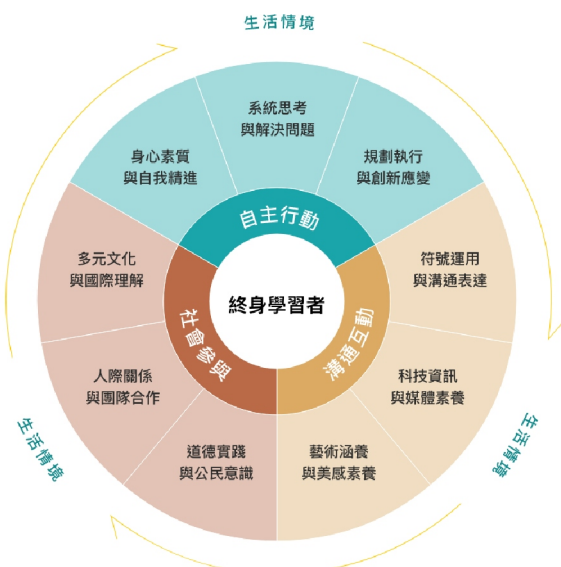 生活情境
系統思考
與解決問題
身心素質
與自我精進
規劃執行
與創新應變
自主行動
多元文化
與國際理解
符號運用
與溝通表達
終身學習者
社會參與
溝通互動
人際關係
與團隊合作
科技資訊
與媒體素養
道德實踐
與公民意識
藝術涵養
與美感素養
生活情境
生活情境